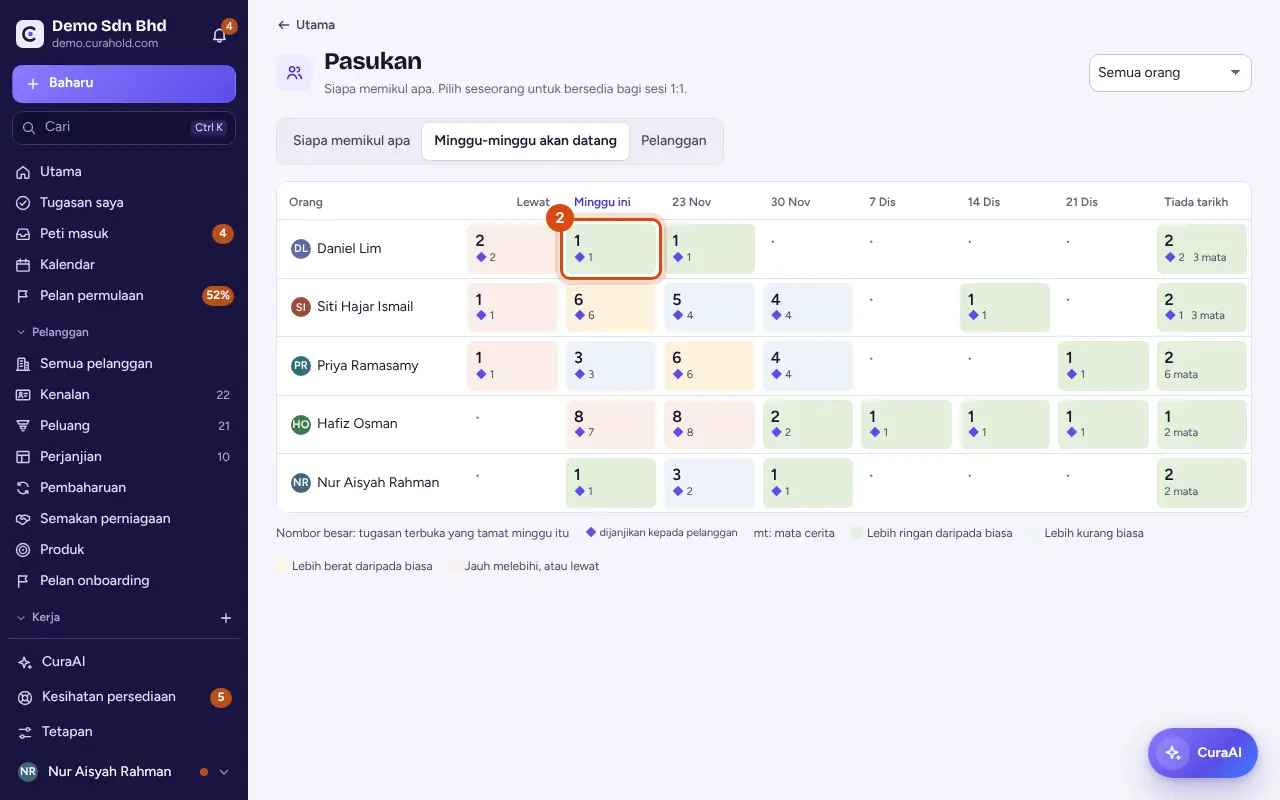 Demo Sdn Bhd
demo.curahold.com
4
Baharu
Cari
Ctrl K
Utama
Tugasan saya
Peti masuk 4
Kalendar
Pelan permulaan 52%
Pelanggan
Semua pelanggan
Kenalan 22
Peluang 21
Perjanjian 10
Pembaharuan
Semakan perniagaan
Produk
Pelan onboarding
Kerja
CuraAI
Kesihatan persediaan 5
Tetapan
NR Nur Aisyah Rahman
Utama
Pasukan
Siapa memikul apa. Pilih seseorang untuk bersedia bagi sesi 1:1.
Semua orang
Siapa memikul apa Minggu-minggu akan datang Pelanggan
Orang Lewat Minggu ini 23 Nov 30 Nov 7 Dis 14 Dis 21 Dis Tiada tarikh
2
DL Daniel Lim 2 1 1 · · · · 2
2 1 1 2 3 mata
SI Siti Hajar Ismail 1 6 5 4 · 1 · 2
1 6 4 4 1 1 3 mata
PR Priya Ramasamy 1 3 6 4 · · 1 2
1 3 6 4 1 6 mata
HO Hafiz Osman · 8 8 2 1 1 1 1
7 8 2 1 1 1 2 mata
NR Nur Aisyah Rahman · 1 3 1 · · · 2
1 2 1 2 mata
Nombor besar: tugasan terbuka yang tamat minggu itu dijanjikan kepada pelanggan mt: mata cerita Lebih ringan daripada biasa Lebih kurang biasa
Lebih berat daripada biasa Jauh melebihi, atau lewat
CuraAI